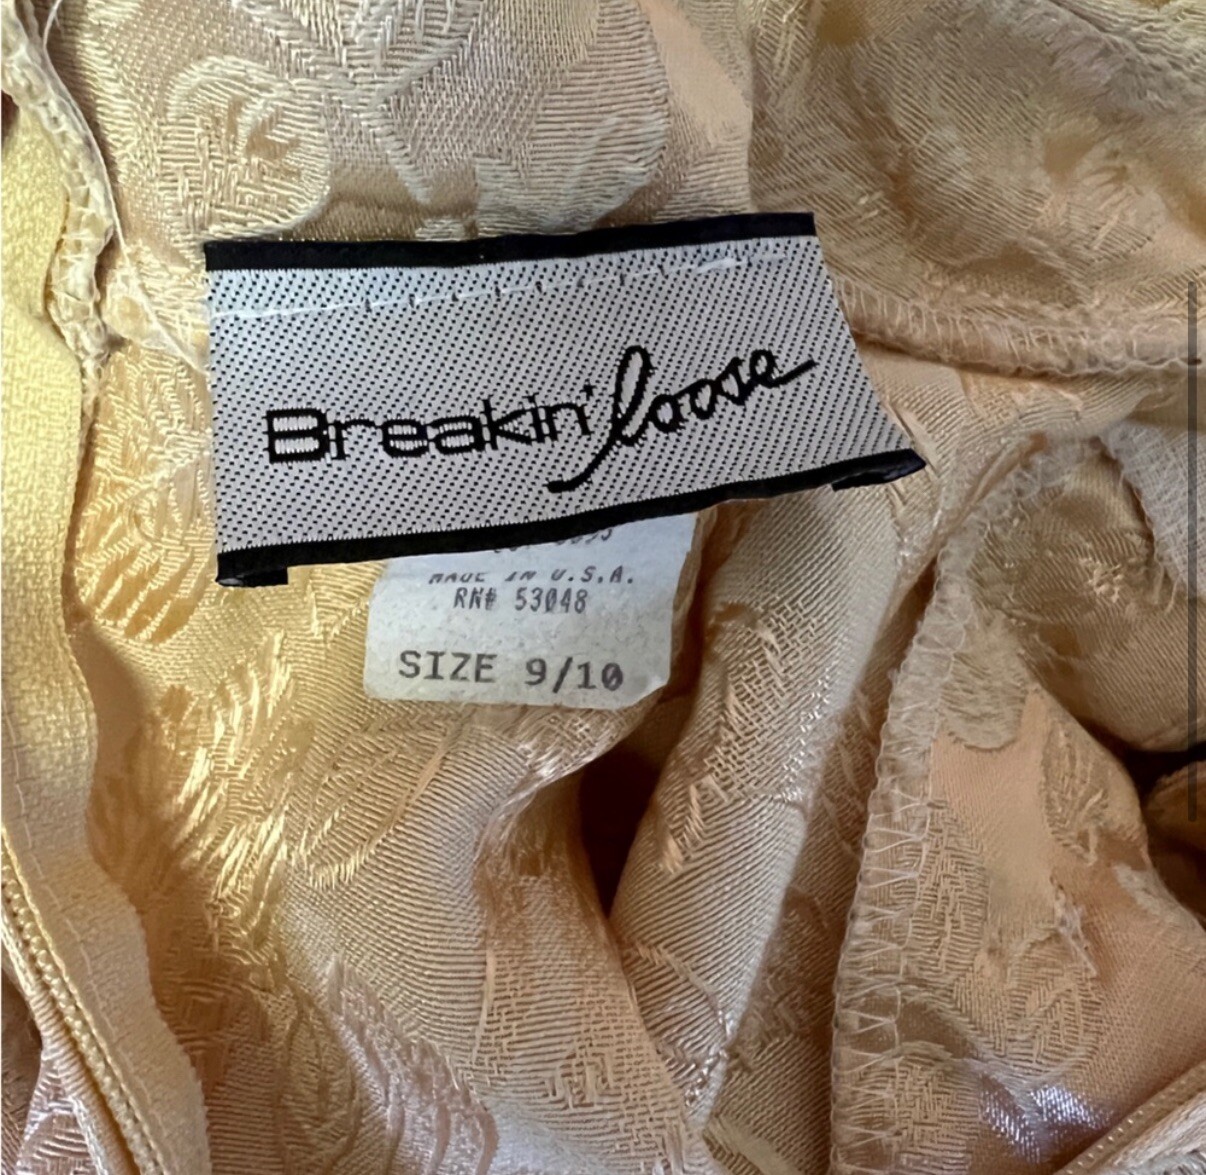 Breakin' loose
MADE IN U.S.A.
RN# 53048
SIZE 9/10